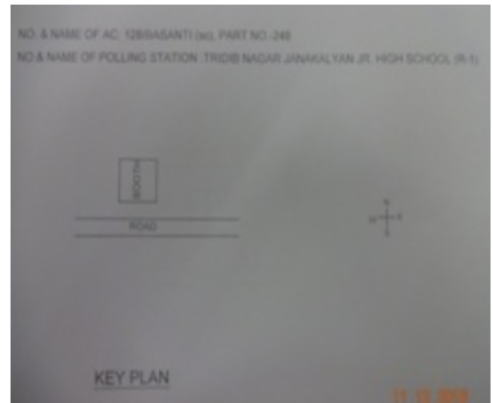 NO. & NAME OF AC: 128/BASANTI (sc), PART NO.-246
NO & NAME OF POLLING STATION :TRIDIB NAGAR JANAKALYAN JR. HIGH SCHOOL (R-1)
BOOTH
ROAD
N
W E
S
KEY PLAN